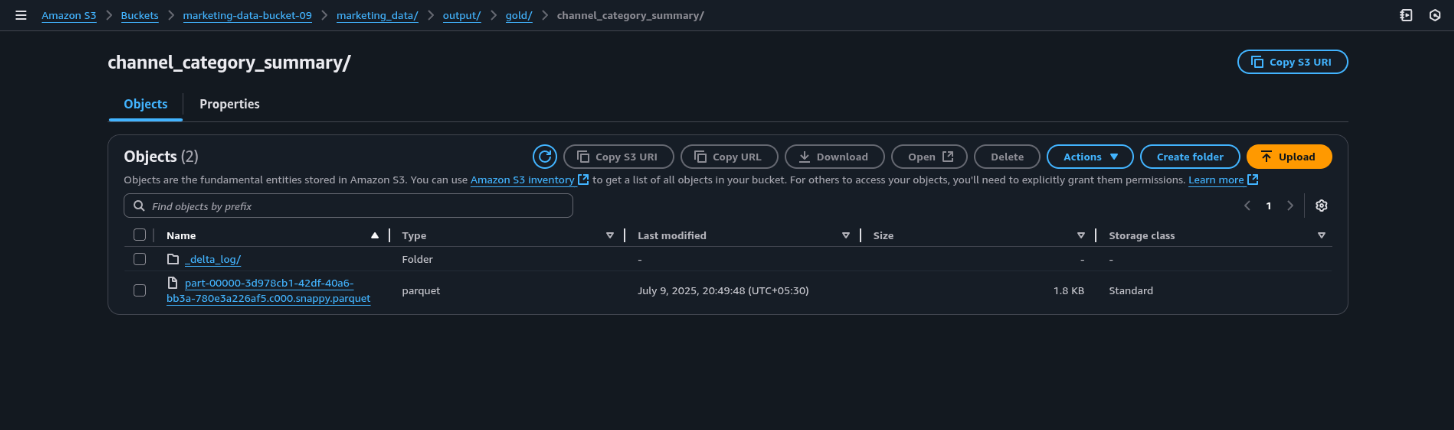 Amazon S3 > Buckets > marketing-data-bucket-09 > marketing_data/ > output/ > gold/ > channel_category_summary/
channel_category_summary/
Copy S3 URI
Objects Properties
Objects (2)
Copy S3 URI Copy URL Download Open Delete Actions Create folder Upload
Objects are the fundamental entities stored in Amazon S3. You can use Amazon S3 inventory to get a list of all objects in your bucket. For others to access your objects, you'll need to explicitly grant them permissions. Learn more
Find objects by prefix
1
Name Type Last modified Size Storage class
_delta_log/ Folder - - -
part-00000-3d978cb1-42df-40a6-
bb3a-780e3a226af5.c000.snappy.parquet
parquet July 9, 2025, 20:49:48 (UTC+05:30) 1.8 KB Standard